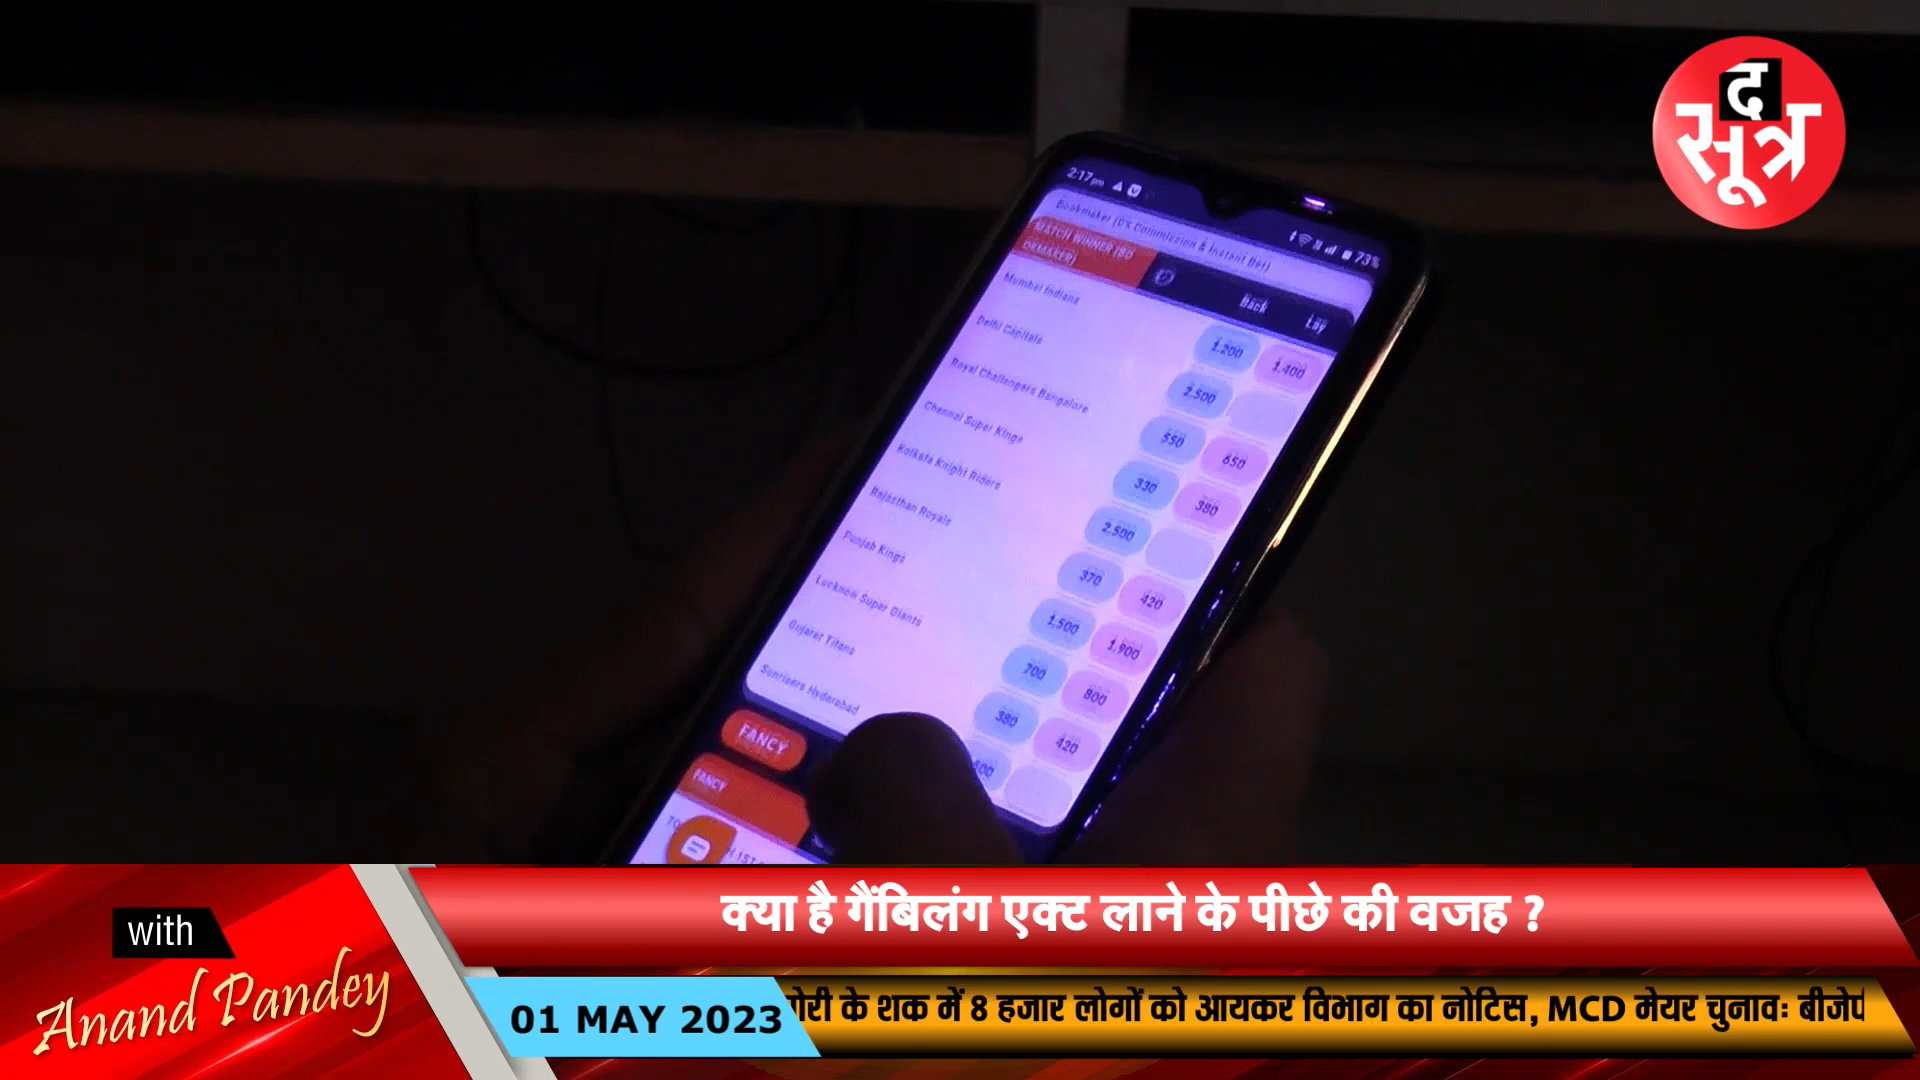 द
सूत्र
2:17pm
73%
Bookmaker (0% Commission & Instant Bet)
MATCH WINNER (BO
OKMAKER)
Back
Lay
Mumbai Indians
1.200
1.400
Delhi Capitals
2.500
Royal Challengers Bangalore
550
650
Chennai Super Kings
330
380
Kolkata Knight Riders
2.500
Rajasthan Royals
370
420
Punjab Kings
1,500
1,900
Lucknow Super Giants
700
800
Gujarat Titans
380
420
Sunrisers Hyderabad
500
FANCY
FANCY
क्या है गैंबिलंग एक्ट लाने के पीछे की वजह ?
with
Anand Pandey
01 MAY 2023
ोरी के शक में 8 हजार लोगों को आयकर विभाग का नोटिस, MCD मेयर चुनावः बीजेप